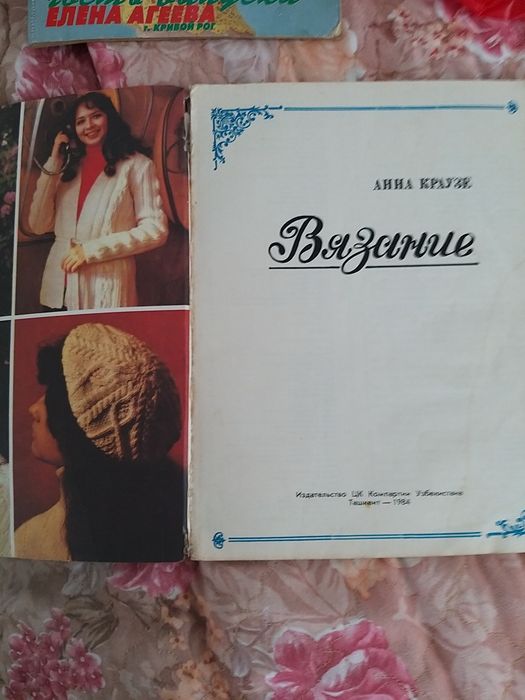 ЕЛЕНА АГЕЕВА
г. КРИВОЙ РОГ
АННА КРАУЗЕ
Вязание
Издательство ЦК Компартии Узбекистана
Ташкент — 1984